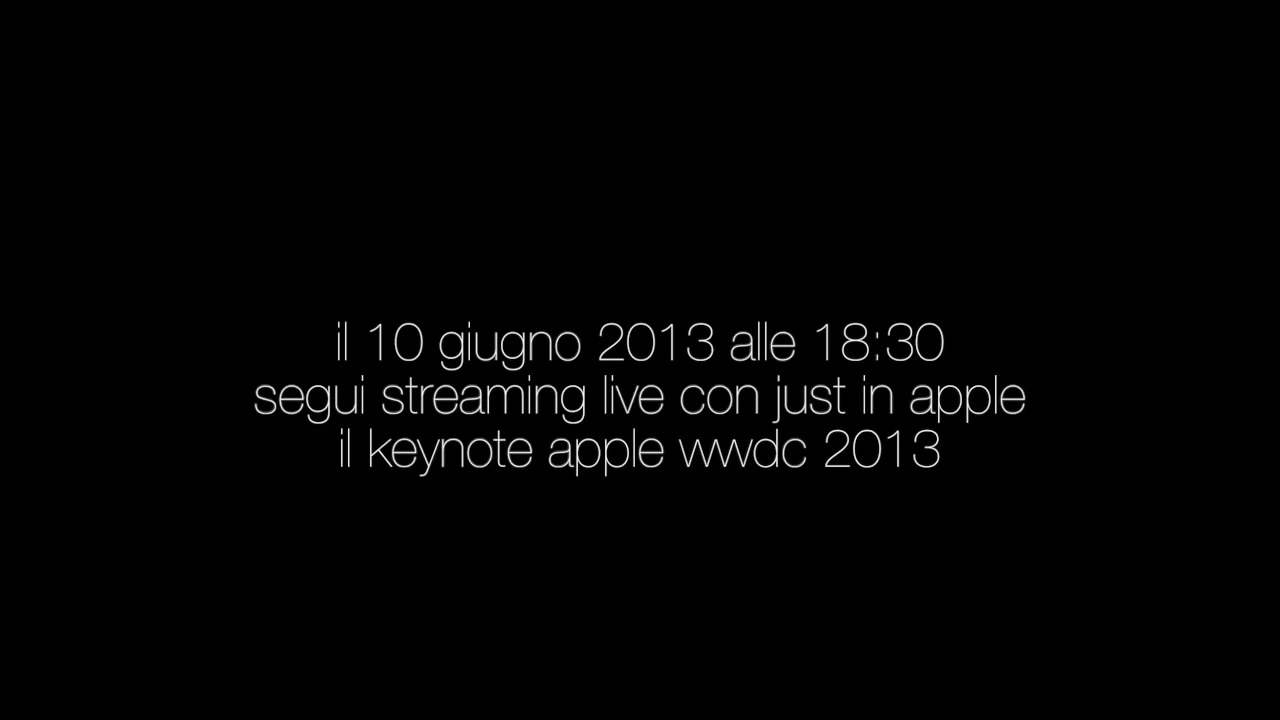 il 10 giugno 2013 alle 18:30
segui streaming live con just in apple
il keynote apple wwdc 2013